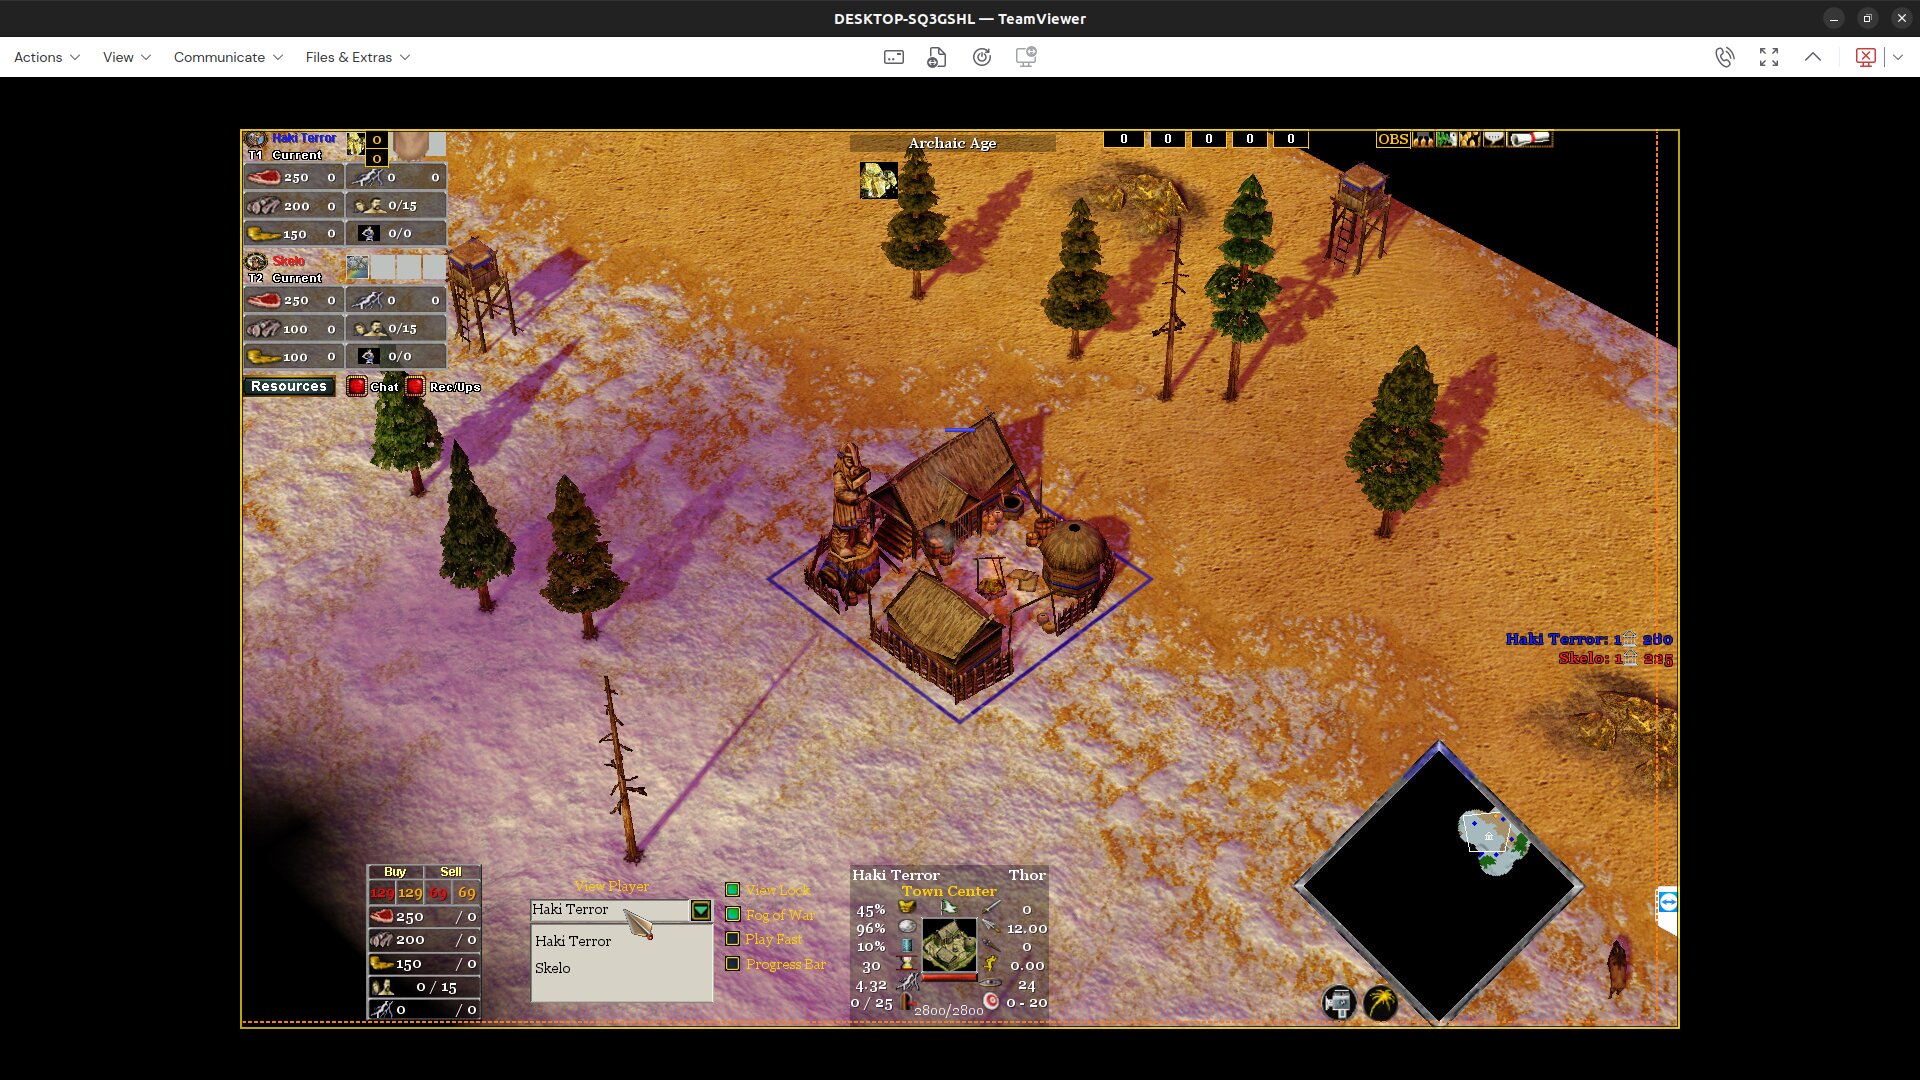 DESKTOP-SQ3GSHL — TeamViewer
Actions View Communicate Files & Extras
Haki Terror 0
T1 Current 0
250 0 0 0
200 0 0/15
150 0 0/0
Skelo
T2 Current
250 0 0 0
100 0 0/15
100 0 0/0
Resources Chat Rec/Ups
Archaic Age
0 0 0 0 0
OBS
Haki Terror: 1 280
Skelo: 1 225
Buy Sell
129 129 69 69
250 / 0
200 / 0
150 / 0
0 / 15
0 / 0
View Player
Haki Terror
Haki Terror
Skelo
View Lock
Fog of War
Play Fast
Progress Bar
Haki Terror Thor
Town Center
45% 0
96% 12.00
10% 0
30 0.00
4.32 24
0 / 25 2800/2800 0 - 20